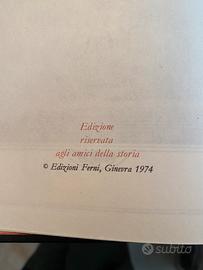 Edizione
riservata
agli amici della storia
© Edizioni Ferni, Ginevra 1974
subito